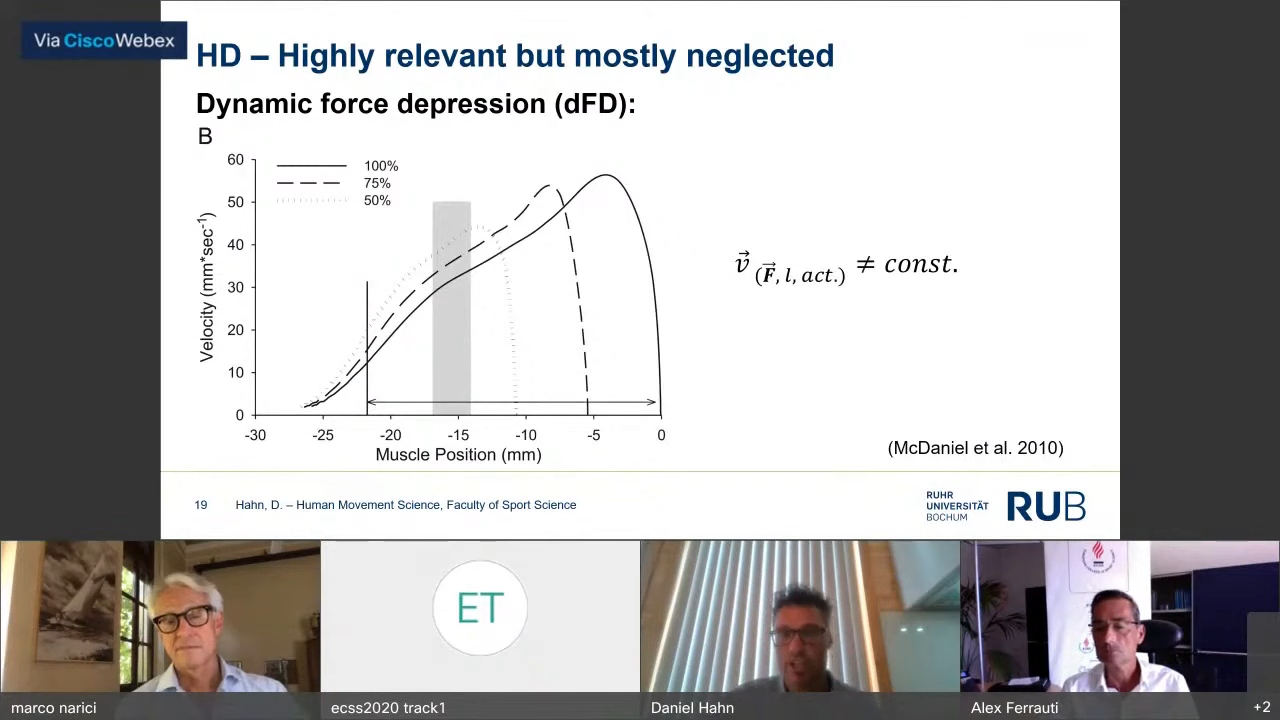 Via CiscoWebex
HD – Highly relevant but mostly neglected
Dynamic force depression (dFD):
B
60
50
40
30
20
10
0
Velocity (mm*sec⁻¹)
100%
75%
50%
-30
-25
-20
-15
-10
-5
0
Muscle Position (mm)
v⃗ (F⃗, l, act.) ≠ const.
(McDaniel et al. 2010)
19
Hahn, D. – Human Movement Science, Faculty of Sport Science
RUHR
UNIVERSITÄT
BOCHUM
RUB
ET
marco narici
ecss2020 track1
Daniel Hahn
Alex Ferrauti
+2